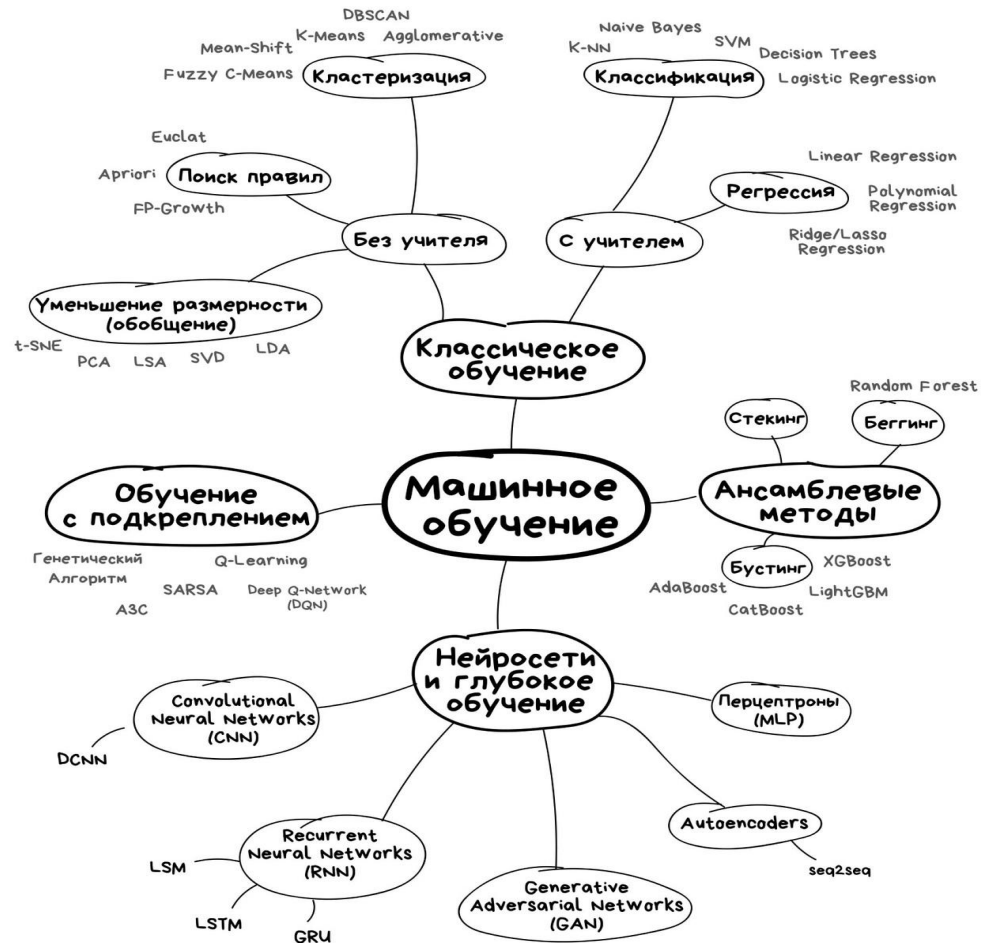 DBSCAN
K-Means
Agglomerative
Mean-Shift
Fuzzy C-Means
Кластеризация
Naive Bayes
K-NN
SVM
Decision Trees
Классификация
Logistic Regression
Euclat
Apriori
Поиск правил
FP-Growth
Linear Regression
Регрессия
Polynomial
Regression
Ridge/Lasso
Regression
Без учителя
С учителем
Уменьшение размерности
(обобщение)
t-SNE
PCA
LSA
SVD
LDA
Классическое
обучение
Random Forest
Стекинг
Беггинг
Обучение
с подкреплением
Машинное
обучение
Ансамблевые
методы
Генетический
Алгоритм
Q-Learning
A3C
SARSA
Deep Q-Network
(DQN)
Бустинг
XGBoost
AdaBoost
LightGBM
CatBoost
Нейросети
и глубокое
обучение
Convolutional
Neural Networks
(CNN)
DCNN
Перцептроны
(MLP)
Autoencoders
seq2seq
Recurrent
Neural Networks
(RNN)
LSM
LSTM
GRU
Generative
Adversarial Networks
(GAN)